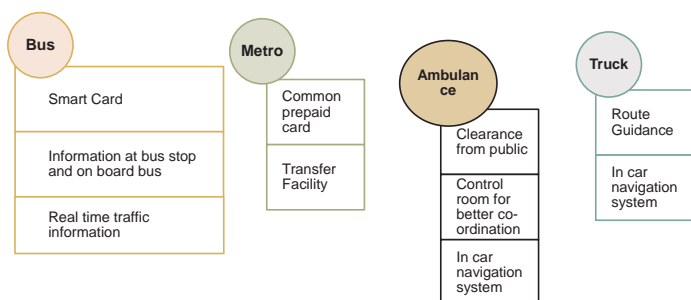 Bus
Smart Card
Information at bus stop
and on board bus
Real time traffic
information
Metro
Common
prepaid
card
Transfer
Facility
Ambulan
ce
Clearance
from public
Control
room for
better co-
ordination
In car
navigation
system
Truck
Route
Guidance
In car
navigation
system